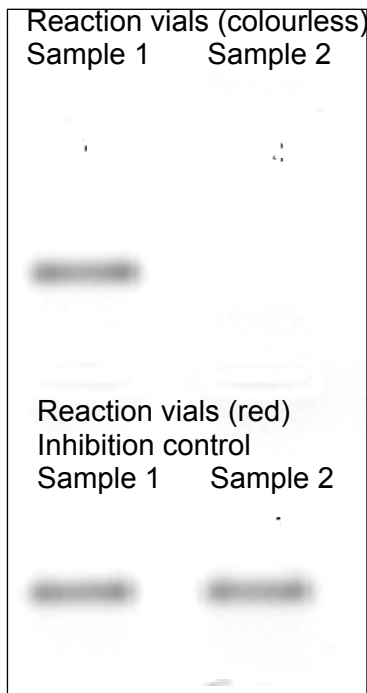 Reaction vials (colourless)
Sample 1 Sample 2
Reaction vials (red)
Inhibition control
Sample 1 Sample 2